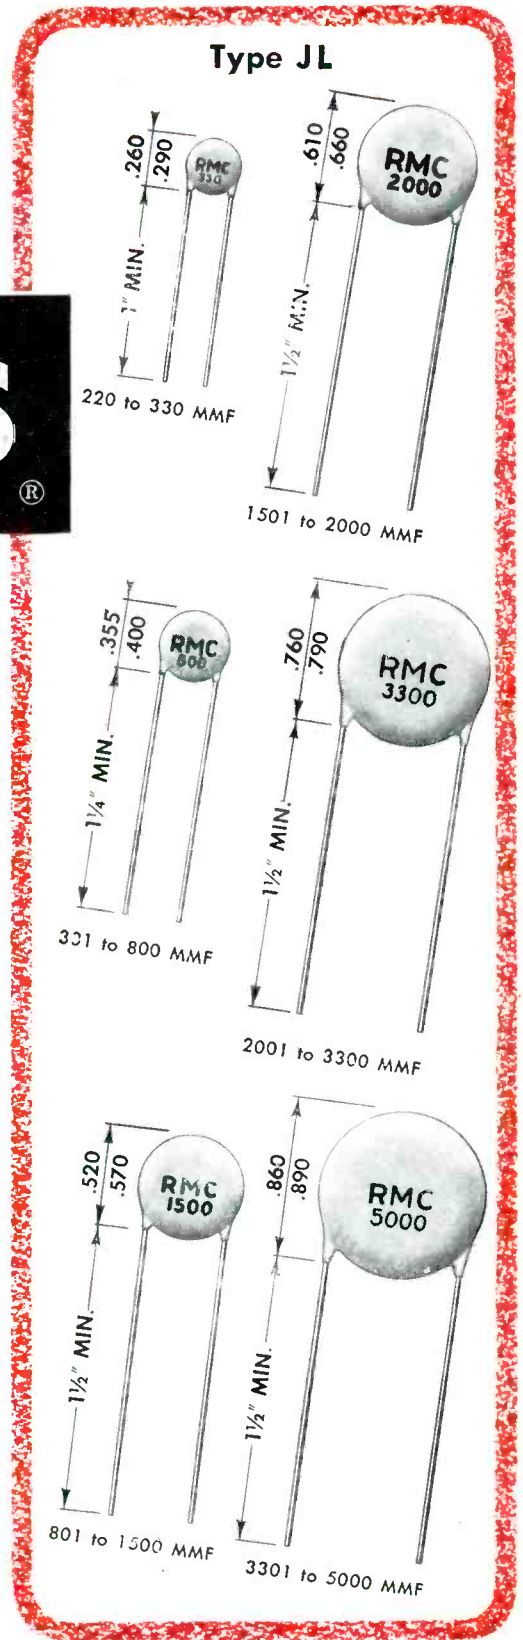 Type JL
.260
.290
RMC
330
1" MIN.
220 to 330 MMF
.610
.660
RMC
2000
1½" MIN.
1501 to 2000 MMF
S
®
.355
.400
RMC
800
1¼" MIN.
331 to 800 MMF
.760
.790
RMC
3300
1½" MIN.
2001 to 3300 MMF
.520
.570
RMC
1500
1½" MIN.
801 to 1500 MMF
.860
.890
RMC
5000
1½" MIN.
3301 to 5000 MMF